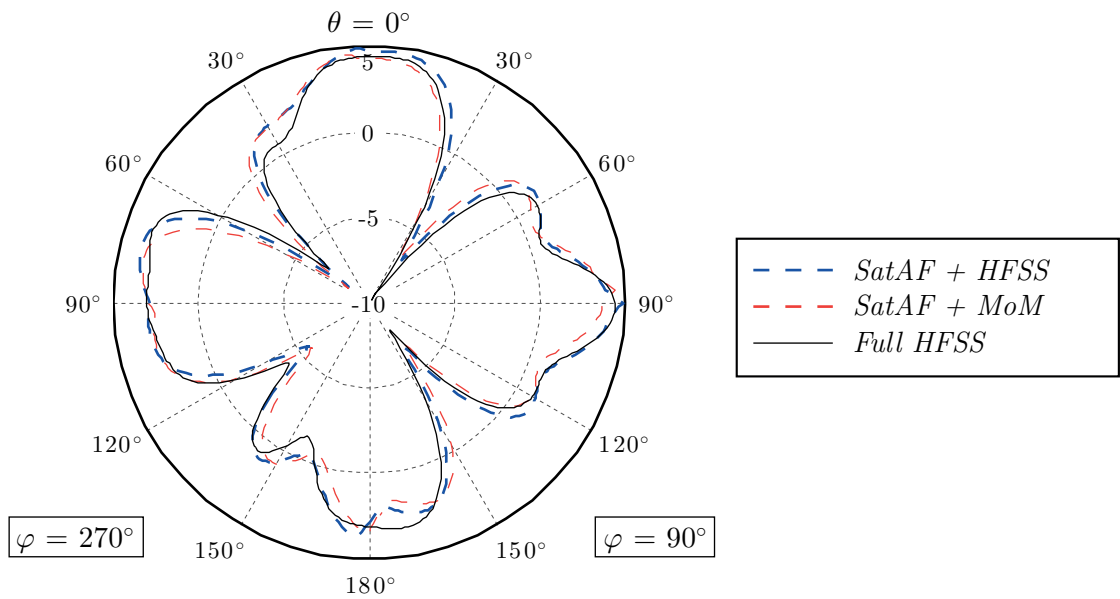 θ = 0°
30°
5
30°
60°
0
60°
-5
90°
-10
90°
120°
120°
150°
150°
180°
φ = 270°
φ = 90°
SatAF + HFSS
SatAF + MoM
Full HFSS